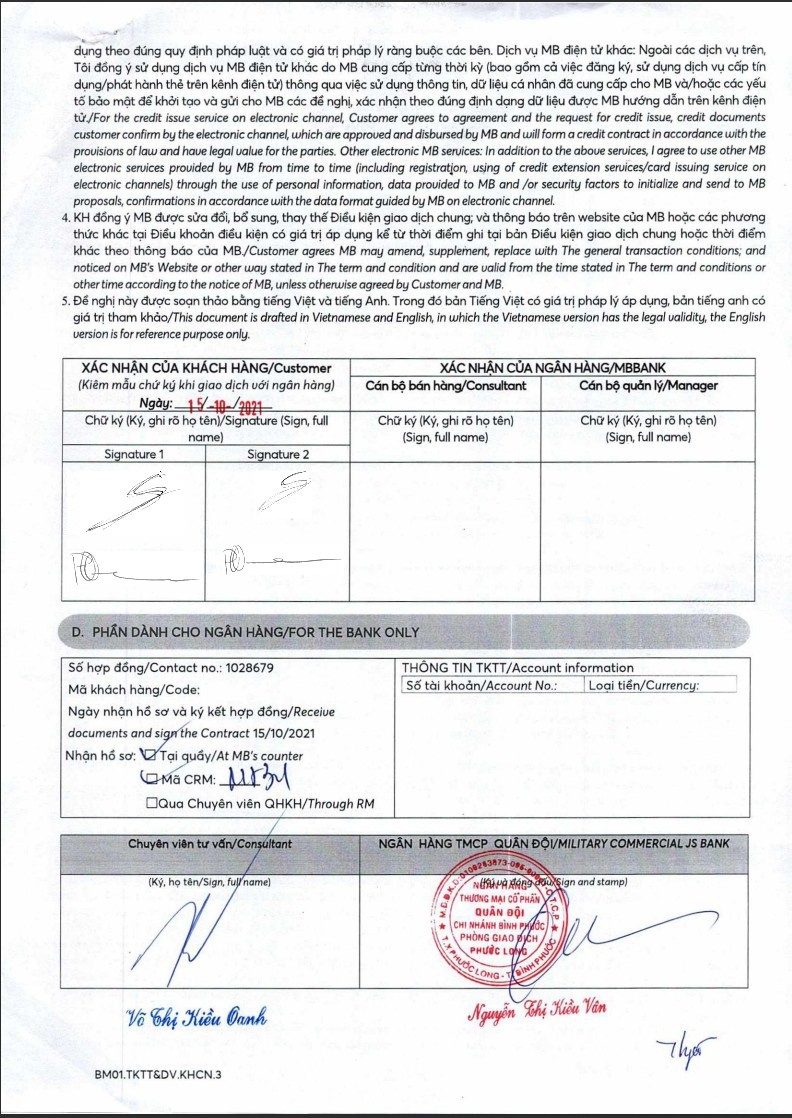 dụng theo đúng quy định pháp luật và có giá trị pháp lý ràng buộc các bên. Dịch vụ MB điện tử khác: Ngoài các dịch vụ trên,
Tôi đồng ý sử dụng dịch vụ MB điện tử khác do MB cung cấp từng thời kỳ (bao gồm cả việc đăng ký, sử dụng dịch vụ cấp tín
dụng/phát hành thẻ trên kênh điện tử) thông qua việc sử dụng thông tin, dữ liệu cá nhân đã cung cấp cho MB và/hoặc các yếu
tố bảo mật để khởi tạo và gửi cho MB các đề nghị, xác nhận theo đúng định dạng dữ liệu được MB hướng dẫn trên kênh điện
tử./For the credit issue service on electronic channel, Customer agrees to agreement and the request for credit issue, credit documents
customer confirm by the electronic channel, which are approved and disbursed by MB and will form a credit contract in accordance with the
provisions of law and have legal value for the parties. Other electronic MB services: In addition to the above services, I agree to use other MB
electronic services provided by MB from time to time (including registration, using of credit extension services/card issuing service on
electronic channels) through the use of personal information, data provided to MB and /or security factors to initialize and send to MB
proposals, confirmations in accordance with the data format guided by MB on electronic channel.
4. KH đồng ý MB được sửa đổi, bổ sung, thay thế Điều kiện giao dịch chung; và thông báo trên website của MB hoặc các phương
thức khác tại Điều khoản điều kiện có giá trị áp dụng kể từ thời điểm ghi tại bản Điều kiện giao dịch chung hoặc thời điểm
khác theo thông báo của MB./Customer agrees MB may amend, supplement, replace with The general transaction conditions; and
noticed on MB's Website or other way stated in The term and condition and are valid from the time stated in The term and conditions or
other time according to the notice of MB, unless otherwise agreed by Customer and MB.
5. Đề nghị này được soạn thảo bằng tiếng Việt và tiếng Anh. Trong đó bản Tiếng Việt có giá trị pháp lý áp dụng, bản tiếng anh có
giá trị tham khảo/This document is drafted in Vietnamese and English, in which the Vietnamese version has the legal validity, the English
version is for reference purpose only.
XÁC NHẬN CỦA KHÁCH HÀNG/Customer
(Kiêm mẫu chữ ký khi giao dịch với ngân hàng)
Ngày: 15/-10-/2021
XÁC NHẬN CỦA NGÂN HÀNG/MBBANK
Cán bộ bán hàng/Consultant
Cán bộ quản lý/Manager
Chữ ký (Ký, ghi rõ họ tên)/Signature (Sign, full
name)
Chữ ký (Ký, ghi rõ họ tên)
(Sign, full name)
Chữ ký (Ký, ghi rõ họ tên)
(Sign, full name)
Signature 1
Signature 2
D. PHẦN DÀNH CHO NGÂN HÀNG/FOR THE BANK ONLY
Số hợp đồng/Contact no.: 1028679
Mã khách hàng/Code:
Ngày nhận hồ sơ và ký kết hợp đồng/Receive
documents and sign the Contract 15/10/2021
Nhận hồ sơ: Tại quầy/At MB's counter
Mã CRM:
Qua Chuyên viên QHKH/Through RM
THÔNG TIN TKTT/Account information
Số tài khoản/Account No.:
Loại tiền/Currency:
Chuyên viên tư vấn/Consultant
NGÂN HÀNG TMCP QUÂN ĐỘI/MILITARY COMMERCIAL JS BANK
(Ký, họ tên/Sign, full name)
(Ký và đóng dấu/Sign and stamp)
NGÂN HÀNG
THƯƠNG MẠI CỔ PHẦN
QUÂN ĐỘI
CHI NHÁNH BÌNH PHƯỚC
PHÒNG GIAO DỊCH
PHƯỚC LONG
T.X PHƯỚC LONG - T. BÌNH PHƯỚC
Võ Thị Kiều Oanh
Nguyễn Thị Kiều Vân
BM01.TKTT&DV.KHCN.3